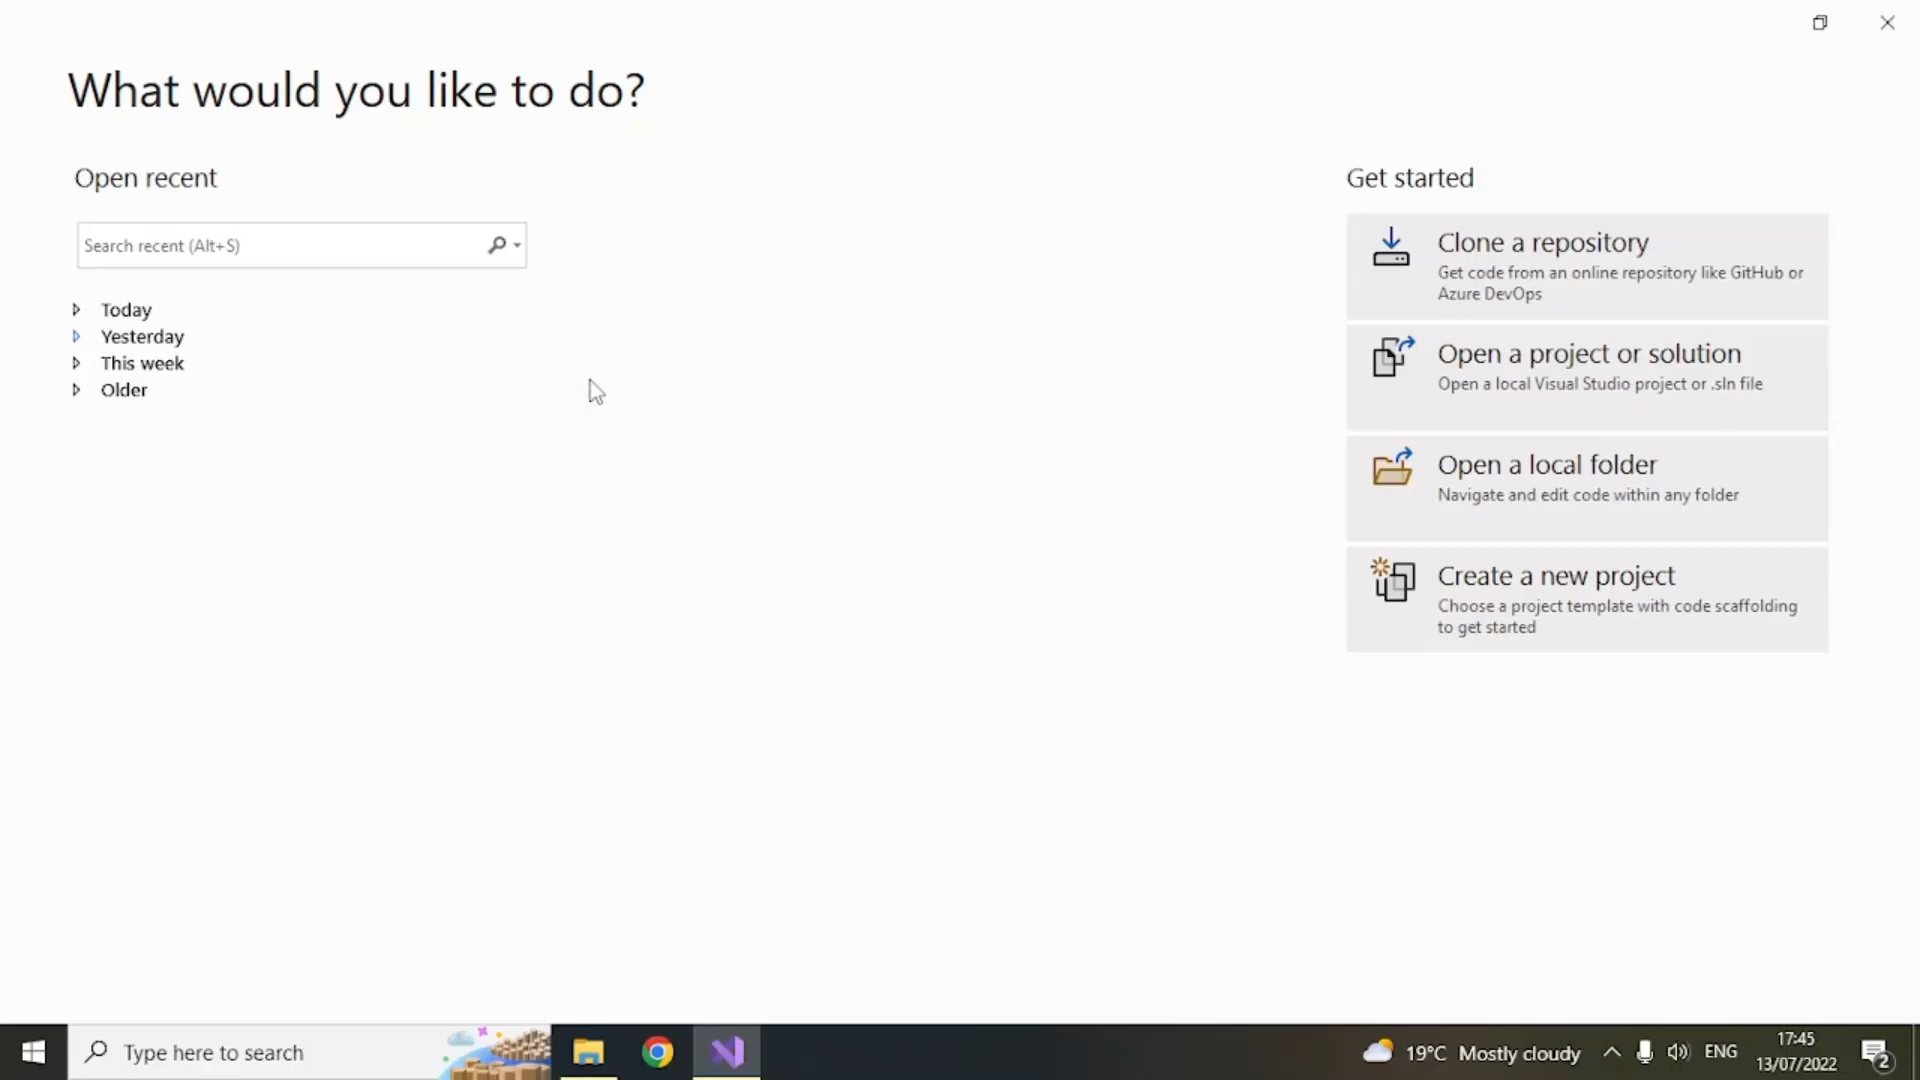 What would you like to do?
Open recent
Search recent (Alt+S)
Today
Yesterday
This week
Older
Get started
Clone a repository
Get code from an online repository like GitHub or
Azure DevOps
Open a project or solution
Open a local Visual Studio project or .sln file
Open a local folder
Navigate and edit code within any folder
Create a new project
Choose a project template with code scaffolding
to get started
Type here to search
19°C Mostly cloudy
ENG
17:45
13/07/2022
2